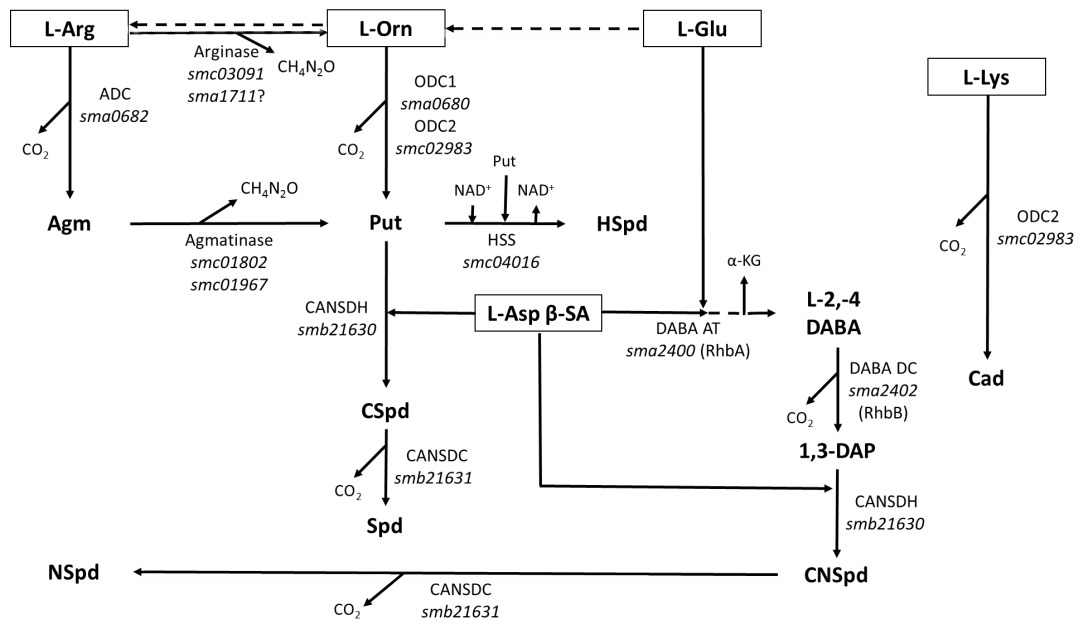 L-Arg
L-Orn
L-Glu
Arginase
smc03091
sma1711?
CH₄N₂O
L-Lys
ADC
sma0682
CO₂
ODC1
sma0680
ODC2
smc02983
CO₂
Agm
CH₄N₂O
Agmatinase
smc01802
smc01967
Put
Put
NAD⁺
NAD⁺
HSS
smc04016
HSpd
ODC2
smc02983
CO₂
α-KG
CANSDH
smb21630
L-Asp β-SA
DABA AT
sma2400 (RhbA)
L-2,-4
DABA
Cad
DABA DC
sma2402
(RhbB)
CO₂
CSpd
1,3-DAP
CANSDC
smb21631
CO₂
CANSDH
smb21630
Spd
NSpd
CNSpd
CANSDC
smb21631
CO₂